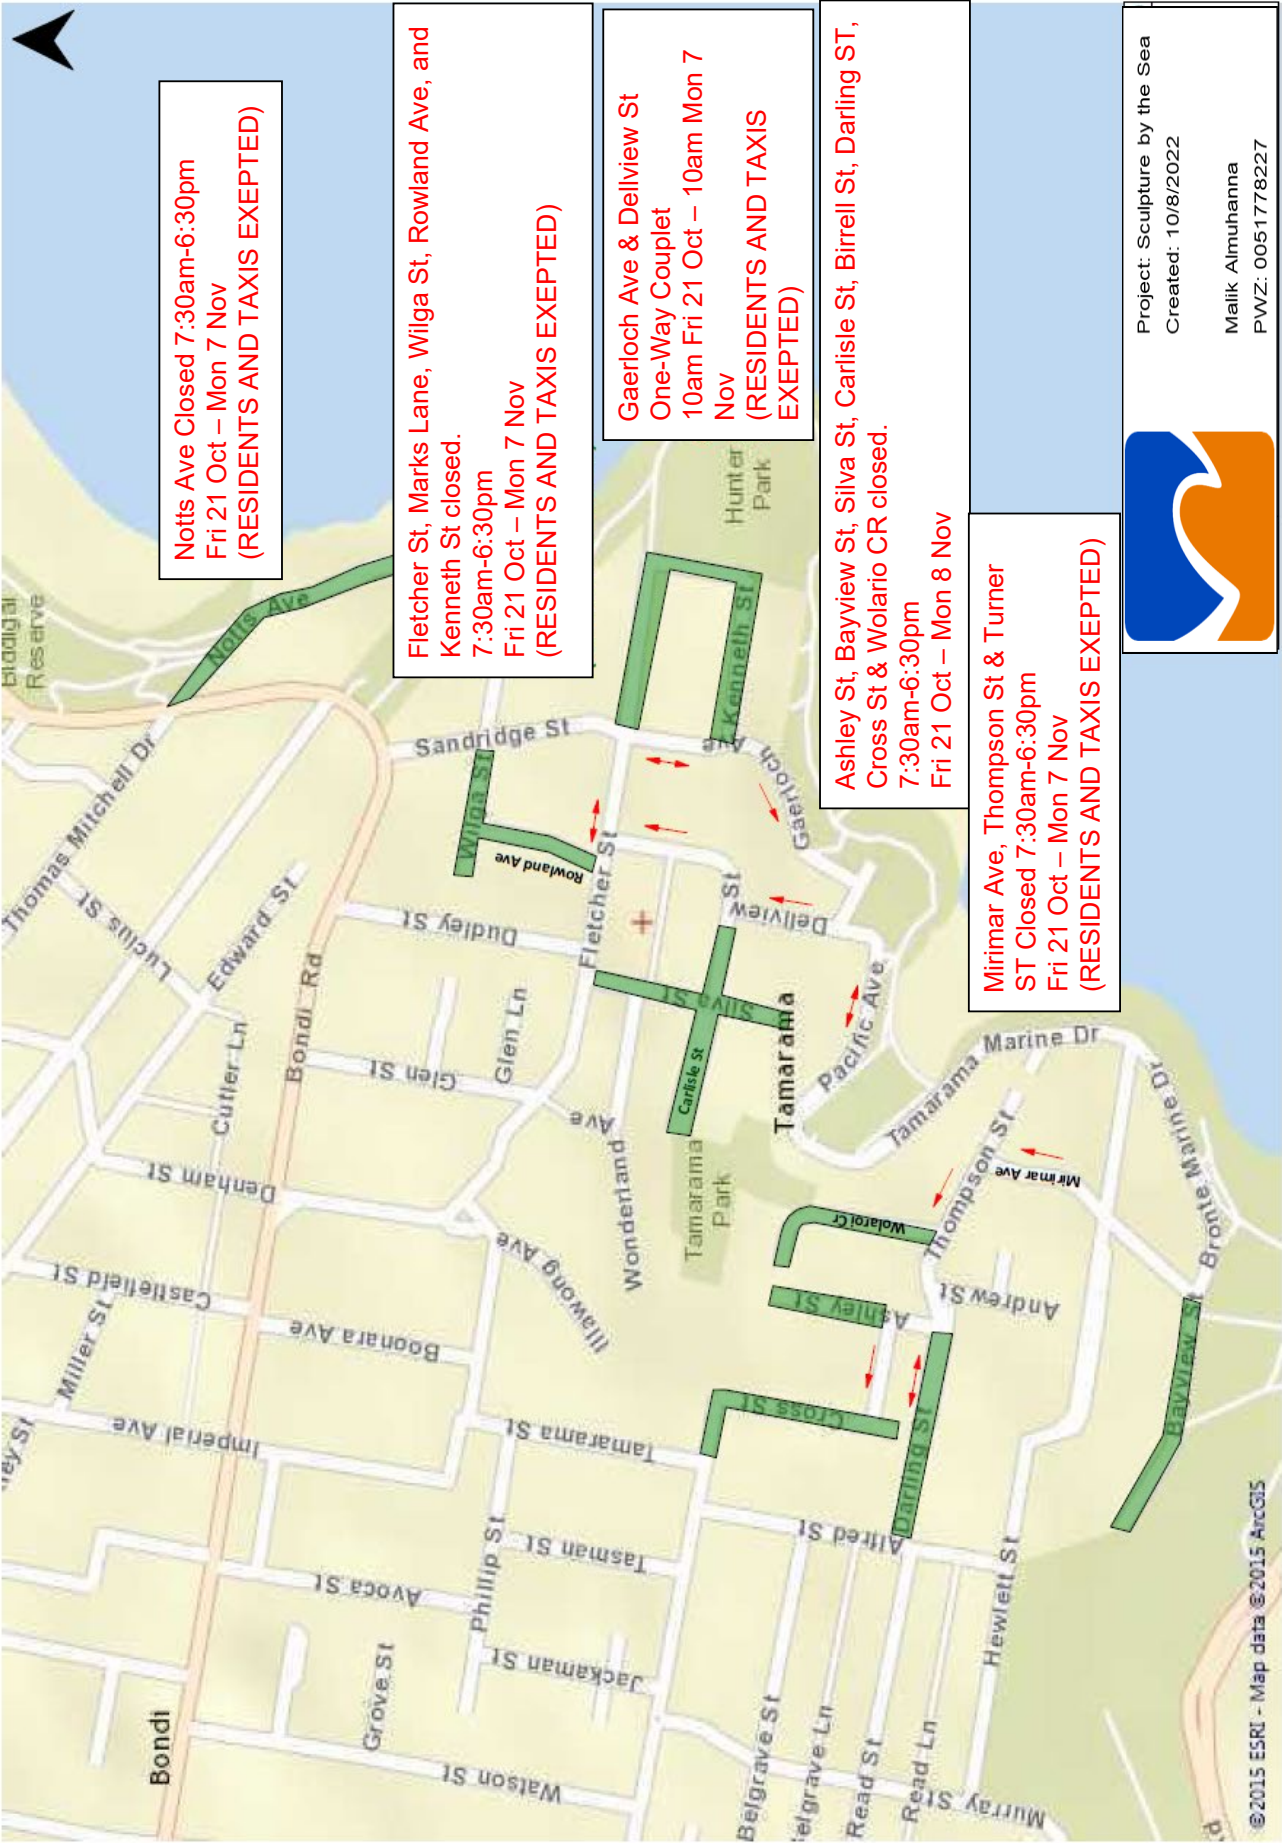 Notts Ave Closed 7:30am-6:30pm
Fri 21 Oct – Mon 7 Nov
(RESIDENTS AND TAXIS EXEPTED)
Fletcher St, Marks Lane, Wilga St, Rowland Ave, and
Kenneth St closed.
7:30am-6:30pm
Fri 21 Oct – Mon 7 Nov
(RESIDENTS AND TAXIS EXEPTED)
Gaerloch Ave & Dellview St
One-Way Couplet
10am Fri 21 Oct – 10am Mon 7
Nov
(RESIDENTS AND TAXIS
EXEPTED)
Ashley St, Bayview St, Silva St, Carlisle St, Birrell St, Darling ST,
Cross St & Wolario CR closed.
7:30am-6:30pm
Fri 21 Oct – Mon 8 Nov
Mirimar Ave, Thompson St & Turner
ST Closed 7:30am-6:30pm
Fri 21 Oct – Mon 7 Nov
(RESIDENTS AND TAXIS EXEPTED)
Project: Sculpture by the Sea
Created: 10/8/2022
Malik Almuhanna
PWZ: 0051778227
Biddigal
Reserve
Notts Ave
Thomas Mitchell Dr
Lucius St
Edward St
Bondi Rd
Cutler Ln
Denham St
Castlefield St
Miller St
Imperial Ave
ey St
Boonara Ave
Avoca St
Grove St
Bondi
Watson St
Sandridge St
Wilga St
Rowland Ave
Dudley St
Fletcher St
Glen St
Glen Ln
Illawong Ave
Wonderland
Ave
Phillip St
Tamarama St
Tasman St
Jackaman St
Hunter
Park
Kenneth St
Gaerloch
Ave
Dellview
St
Silva St
Carlisle St
Tamarama
Tamarama
Park
Pacific Ave
Tamarama
Marine Dr
Bronte Marine Dr
Thompson St
Mirimar Ave
Wolaroi Cr
Ashley St
Andrew St
Cross St
Darling St
Alfred St
Bayview St
Hewlett St
Belgrave St
elgrave Ln
Read St
Read Ln
Murray St
d
©2015 ESRI - Map data ©2015 ArcGIS